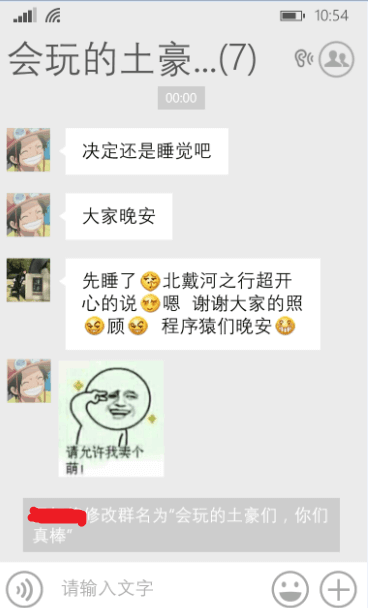 10:54
会玩的土豪...(7)
00:00
决定还是睡觉吧
大家晚安
先睡了北戴河之行超开
心的说嗯 谢谢大家的照
顾 程序猿们晚安
请允许我卖个
萌!
修改群名为“会玩的土豪们，你们
真棒”
请输入文字